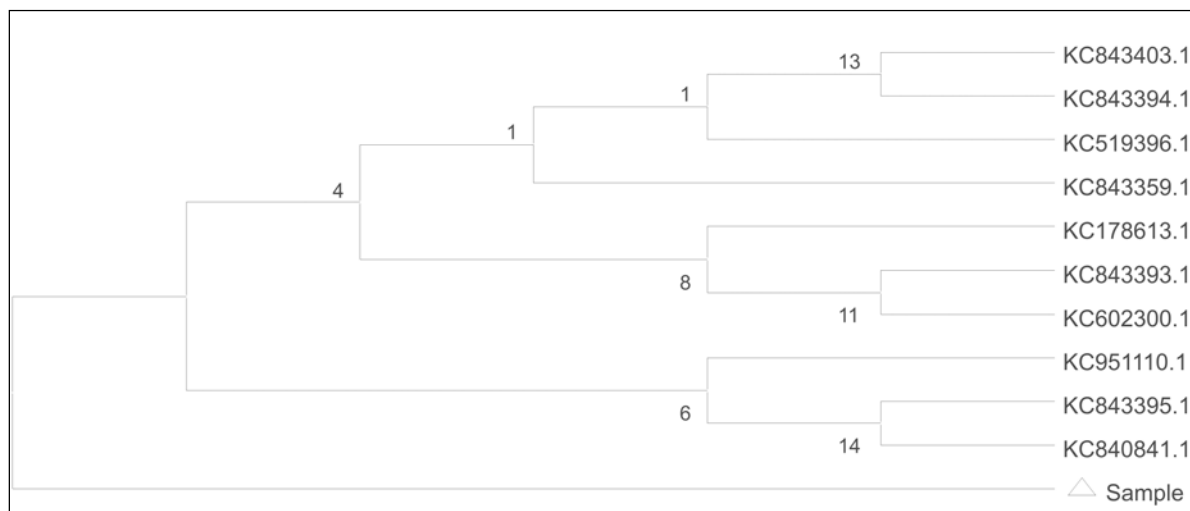 KC843403.1
13
KC843394.1
1
KC519396.1
1
KC843359.1
4
KC178613.1
8
KC843393.1
11
KC602300.1
KC951110.1
6
KC843395.1
14
KC840841.1
Sample